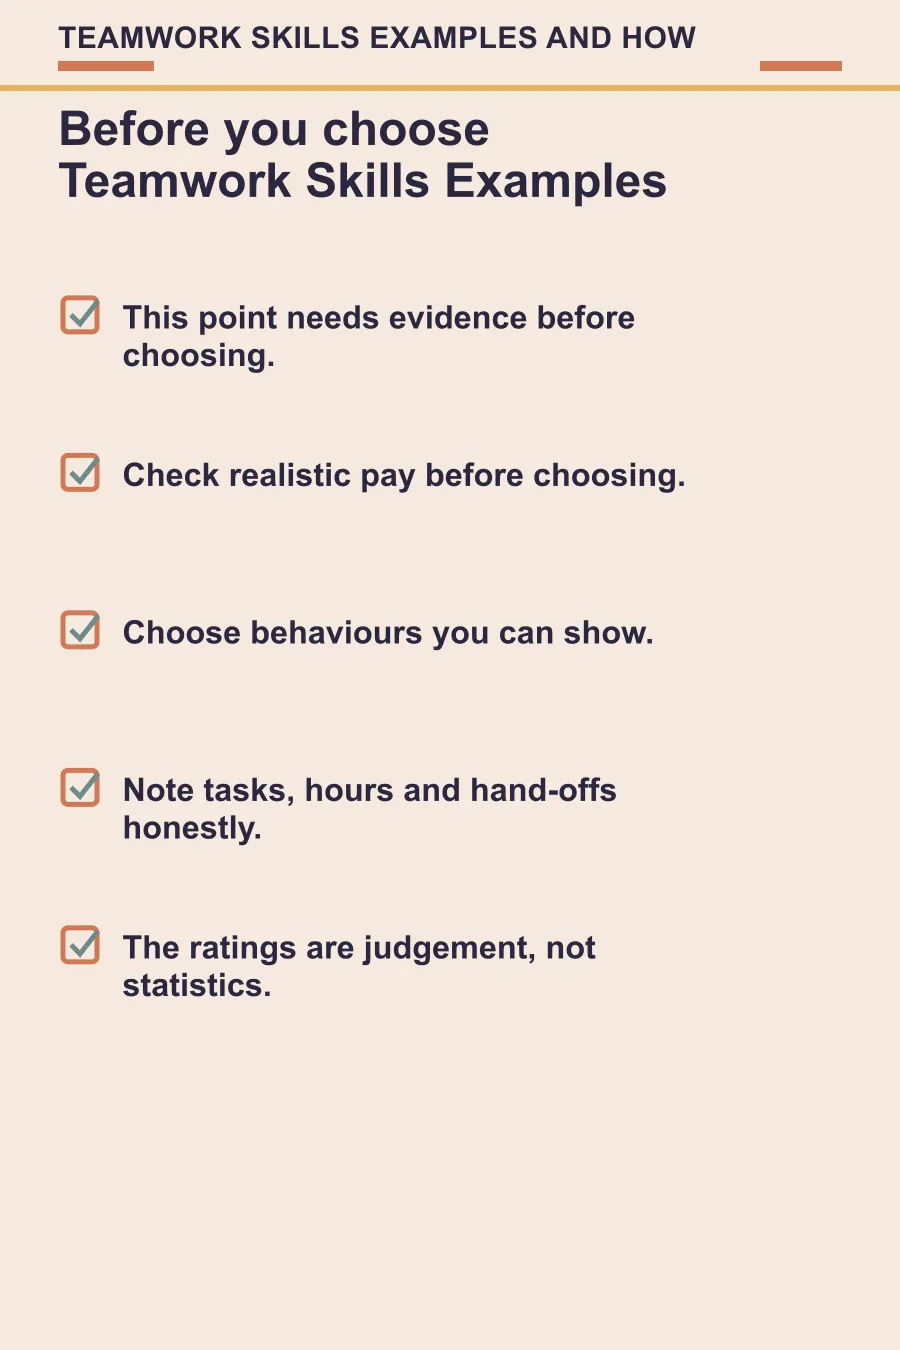 TEAMWORK SKILLS EXAMPLES AND HOW
Before you choose
Teamwork Skills Examples
This point needs evidence before
choosing.
Check realistic pay before choosing.
Choose behaviours you can show.
Note tasks, hours and hand-offs
honestly.
The ratings are judgement, not
statistics.